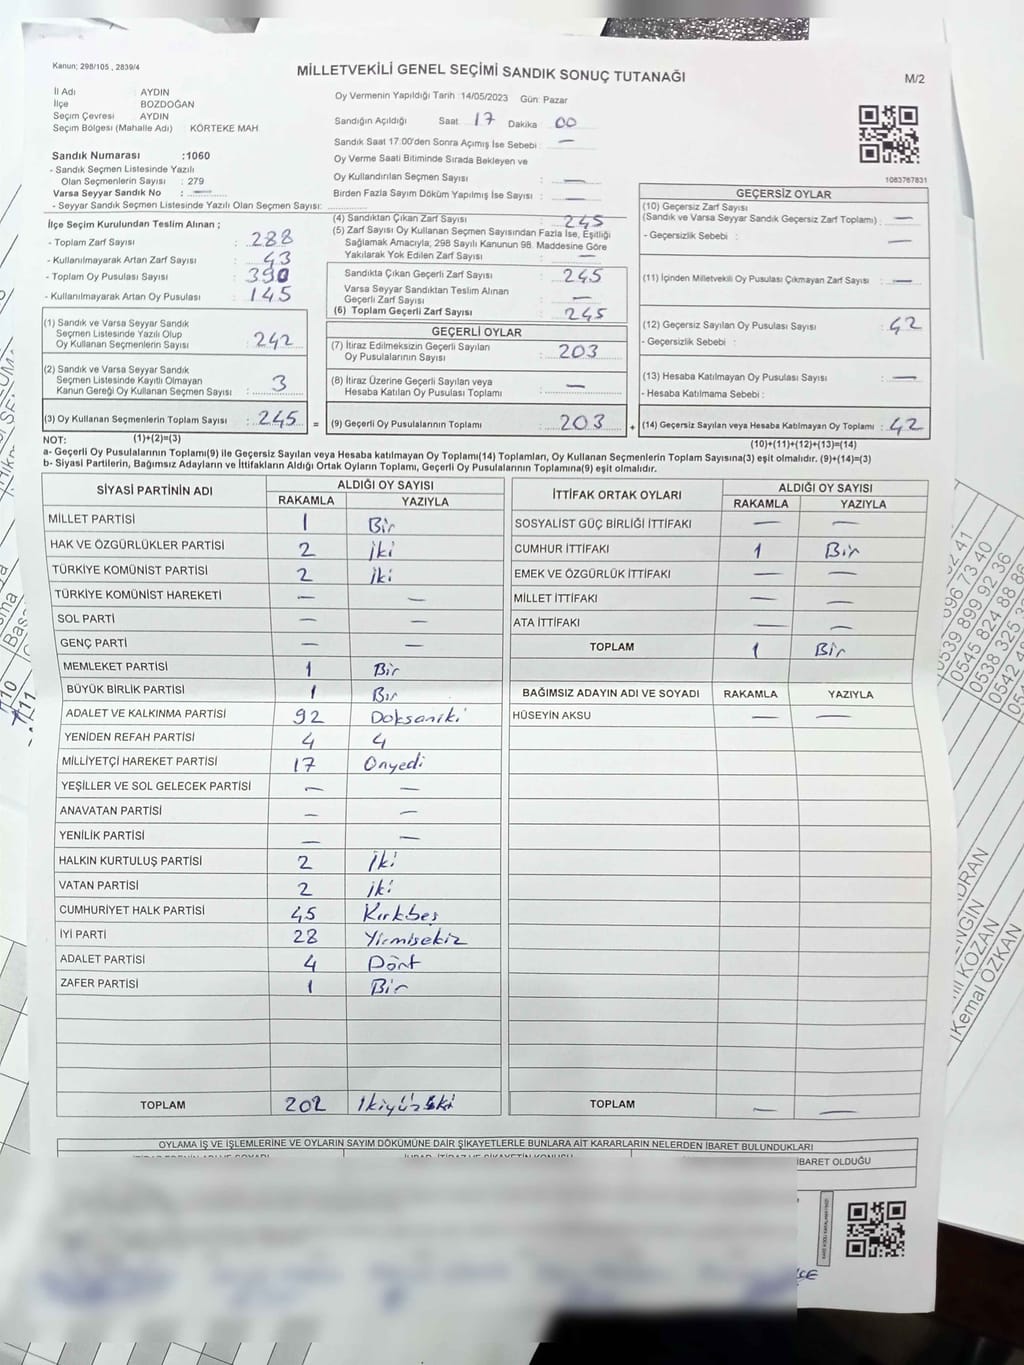 Kanun; 298/105 , 2839/4
MİLLETVEKİLİ GENEL SEÇİMİ SANDIK SONUÇ TUTANAĞI
M/2
İl Adı : AYDIN
İlçe : BOZDOĞAN
Seçim Çevresi : AYDIN
Seçim Bölgesi (Mahalle Adı) : KÖRTEKE MAH
Sandık Numarası :1060
- Sandık Seçmen Listesinde Yazılı
Olan Seçmenlerin Sayısı : 279
Varsa Seyyar Sandık No : —
- Seyyar Sandık Seçmen Listesinde Yazılı Olan Seçmen Sayısı:
Oy Vermenin Yapıldığı Tarih :14/05/2023 Gün: Pazar
Sandığın Açıldığı Saat 17 Dakika 00
Sandık Saat 17.00'den Sonra Açımış İse Sebebi : —
Oy Verme Saati Bitiminde Sırada Bekleyen ve
Oy Kullandırılan Seçmen Sayısı : —
Birden Fazla Sayım Döküm Yapılmış İse Sayısı : —
1083767831
İlçe Seçim Kurulundan Teslim Alınan ;
- Toplam Zarf Sayısı : 288
- Kullanılmayarak Artan Zarf Sayısı : 43
- Toplam Oy Pusulası Sayısı : 390
- Kullanılmayarak Artan Oy Pusulası : 145
(1) Sandık ve Varsa Seyyar Sandık
Seçmen Listesinde Yazılı Olup
Oy Kullanan Seçmenlerin Sayısı : 242
(2) Sandık ve Varsa Seyyar Sandık
Seçmen Listesinde Kayıtlı Olmayan
Kanun Gereği Oy Kullanan Seçmen Sayısı : 3
(3) Oy Kullanan Seçmenlerin Toplam Sayısı : 245 =
(1)+(2)=(3)
(4) Sandıktan Çıkan Zarf Sayısı : 245
(5) Zarf Sayısı Oy Kullanan Seçmen Sayısından Fazla İse, Eşitliği
Sağlamak Amacıyla; 298 Sayılı Kanunun 98. Maddesine Göre
Yakılarak Yok Edilen Zarf Sayısı : —
Sandıkta Çıkan Geçerli Zarf Sayısı : 245
Varsa Seyyar Sandıktan Teslim Alınan
Geçerli Zarf Sayısı : —
(6) Toplam Geçerli Zarf Sayısı : 245
GEÇERLİ OYLAR
(7) İtiraz Edilmeksizin Geçerli Sayılan
Oy Pusulalarının Sayısı : 203
(8) İtiraz Üzerine Geçerli Sayılan veya
Hesaba Katılan Oy Pusulası Toplamı : —
(9) Geçerli Oy Pusulalarının Toplamı : 203 +
GEÇERSİZ OYLAR
(10) Geçersiz Zarf Sayısı
(Sandık ve Varsa Seyyar Sandık Geçersiz Zarf Toplamı) : —
- Geçersizlik Sebebi : —
(11) İçinden Milletvekili Oy Pusulası Çıkmayan Zarf Sayısı : —
(12) Geçersiz Sayılan Oy Pusulası Sayısı : 42
- Geçersizlik Sebebi :
(13) Hesaba Katılmayan Oy Pusulası Sayısı : —
- Hesaba Katılmama Sebebi :
(14) Geçersiz Sayılan veya Hesaba Katılmayan Oy Toplamı : 42
(10)+(11)+(12)+(13)=(14)
NOT:
a- Geçerli Oy Pusulalarının Toplamı(9) ile Geçersiz Sayılan veya Hesaba katılmayan Oy Toplamı(14) Toplamları, Oy Kullanan Seçmenlerin Toplam Sayısına(3) eşit olmalıdır. (9)+(14)=(3)
b- Siyasi Partilerin, Bağımsız Adayların ve İttifakların Aldığı Ortak Oyların Toplamı, Geçerli Oy Pusulalarının Toplamına(9) eşit olmalıdır.
SİYASİ PARTİNİN ADI ALDIĞI OY SAYISI
RAKAMLA YAZIYLA
MİLLET PARTİSİ 1 Bir
HAK VE ÖZGÜRLÜKLER PARTİSİ 2 iki
TÜRKİYE KOMÜNİST PARTİSİ 2 iki
TÜRKİYE KOMÜNİST HAREKETİ — —
SOL PARTİ — —
GENÇ PARTİ — —
MEMLEKET PARTİSİ 1 Bir
BÜYÜK BİRLİK PARTİSİ 1 Bir
ADALET VE KALKINMA PARTİSİ 92 Doksaniki
YENİDEN REFAH PARTİSİ 4 4
MİLLİYETÇİ HAREKET PARTİSİ 17 Onyedi
YEŞİLLER VE SOL GELECEK PARTİSİ — —
ANAVATAN PARTİSİ — —
YENİLİK PARTİSİ — —
HALKIN KURTULUŞ PARTİSİ 2 iki
VATAN PARTİSİ 2 iki
CUMHURİYET HALK PARTİSİ 45 Kırkbeş
İYİ PARTİ 28 Yirmisekiz
ADALET PARTİSİ 4 Dört
ZAFER PARTİSİ 1 Bir
TOPLAM 202 İkiyüziki
İTTİFAK ORTAK OYLARI ALDIĞI OY SAYISI
RAKAMLA YAZIYLA
SOSYALİST GÜÇ BİRLİĞİ İTTİFAKI — —
CUMHUR İTTİFAKI 1 Bir
EMEK VE ÖZGÜRLÜK İTTİFAKI — —
MİLLET İTTİFAKI — —
ATA İTTİFAKI — —
TOPLAM 1 Bir
BAĞIMSIZ ADAYIN ADI VE SOYADI RAKAMLA YAZIYLA
HÜSEYİN AKSU — —
TOPLAM — —
OYLAMA İŞ VE İŞLEMLERİNE VE OYLARIN SAYIM DÖKÜMÜNE DAİR ŞİKAYETLERLE BUNLARA AİT KARARLARIN NELERDEN İBARET BULUNDUKLARI
İBARET OLDUĞU
0545 824 88 86
0539 899 92 36
KOZAN
Kemal ÖZKAN